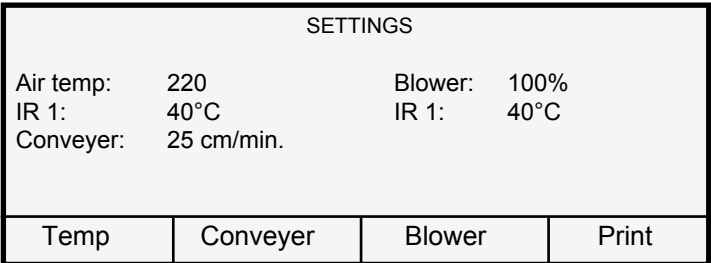 SETTINGS
Air temp: 220 Blower: 100%
IR 1: 40°C IR 1: 40°C
Conveyer: 25 cm/min.
Temp Conveyer Blower Print